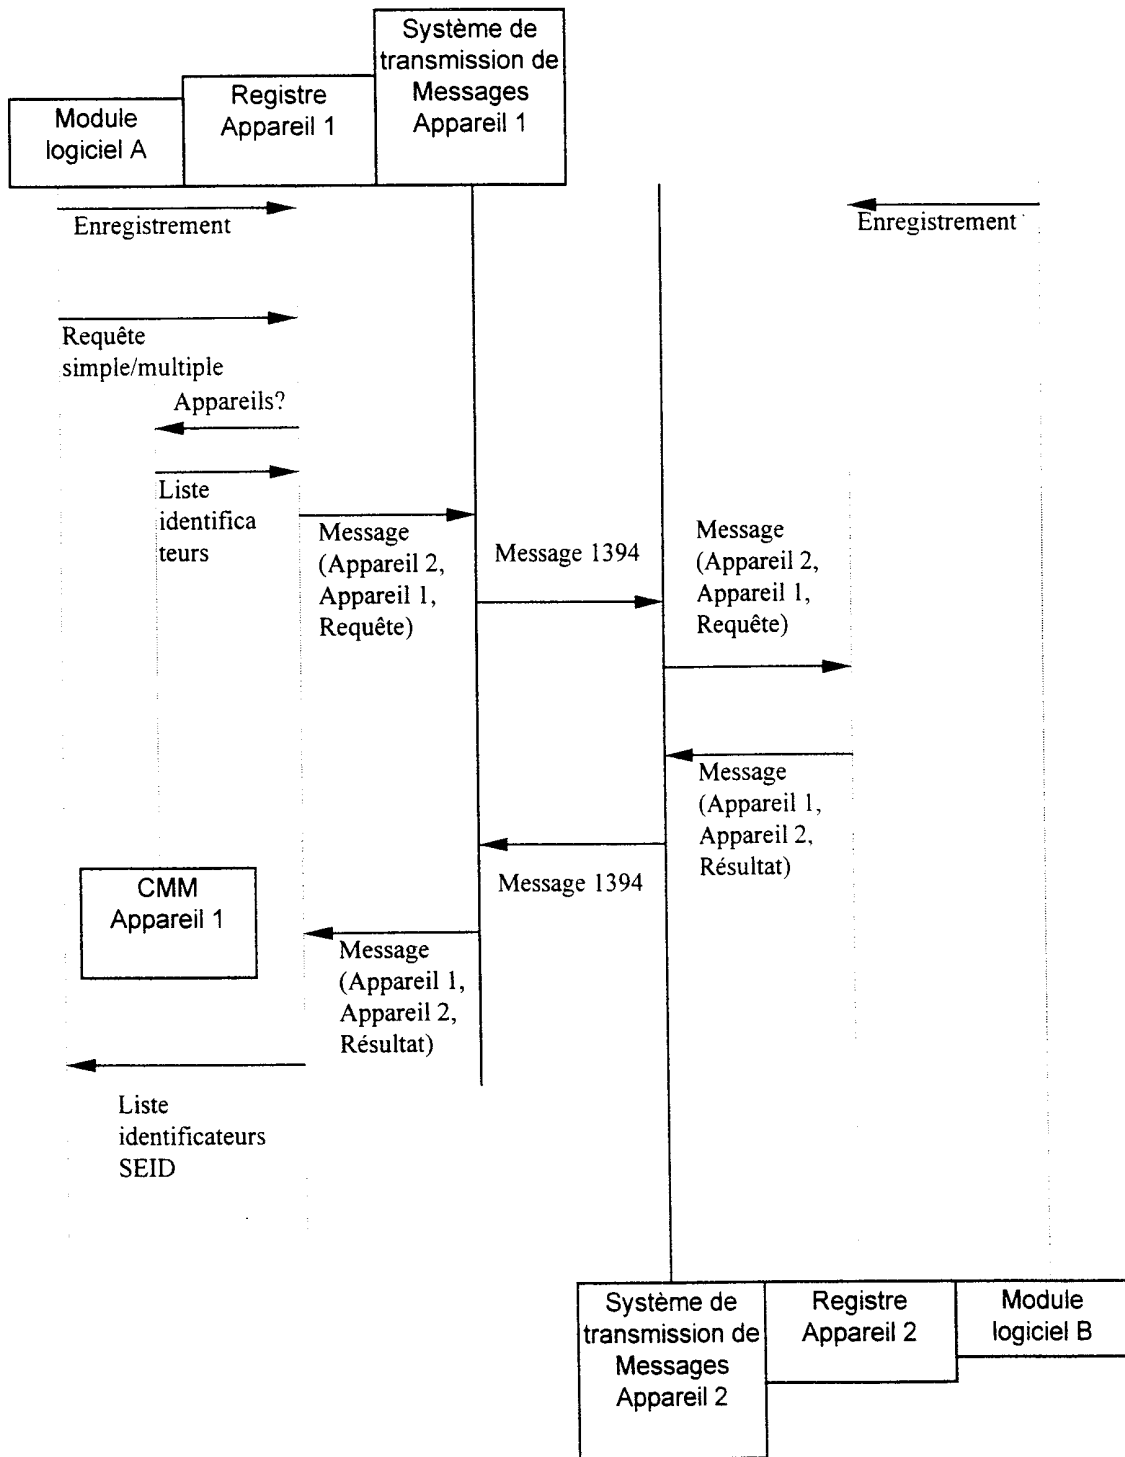 Système de
transmission de
Messages
Appareil 1
Registre
Appareil 1
Module
logiciel A
Enregistrement
Enregistrement
Requête
simple/multiple
Appareils?
Liste
identifica
teurs
Message
(Appareil 2,
Appareil 1,
Requête)
Message 1394
Message
(Appareil 2,
Appareil 1,
Requête)
Message
(Appareil 1,
Appareil 2,
Résultat)
Message 1394
CMM
Appareil 1
Message
(Appareil 1,
Appareil 2,
Résultat)
Liste
identificateurs
SEID
Système de
transmission de
Messages
Appareil 2
Registre
Appareil 2
Module
logiciel B